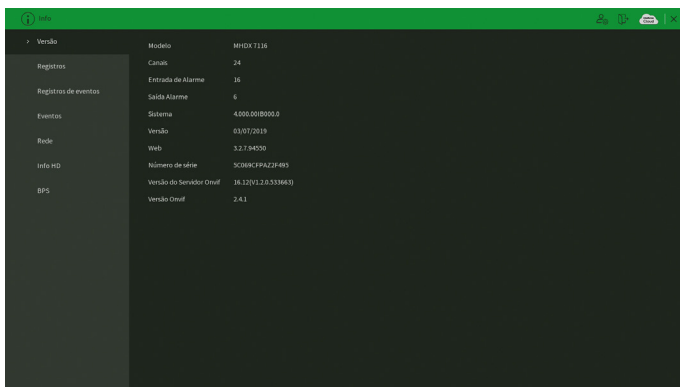 Info
Versão
Registros
Registros de eventos
Eventos
Rede
Info HD
BPS
Modelo MHDX 7116
Canais 24
Entrada de Alarme 16
Saída Alarme 6
Sistema 4.000.00IB000.0
Versão 03/07/2019
Web 3.2.7.94550
Número de série 5C069CFPAZ2F495
Versão do Servidor Onvif 16.12(V1.2.0.533663)
Versão Onvif 2.4.1